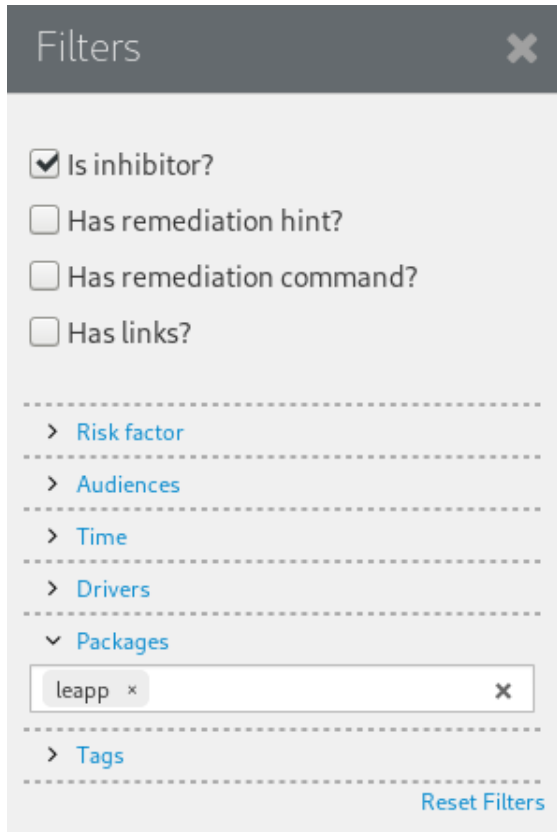 Filters
Is inhibitor?
Has remediation hint?
Has remediation command?
Has links?
Risk factor
Audiences
Time
Drivers
Packages
leapp ×
Tags
Reset Filters